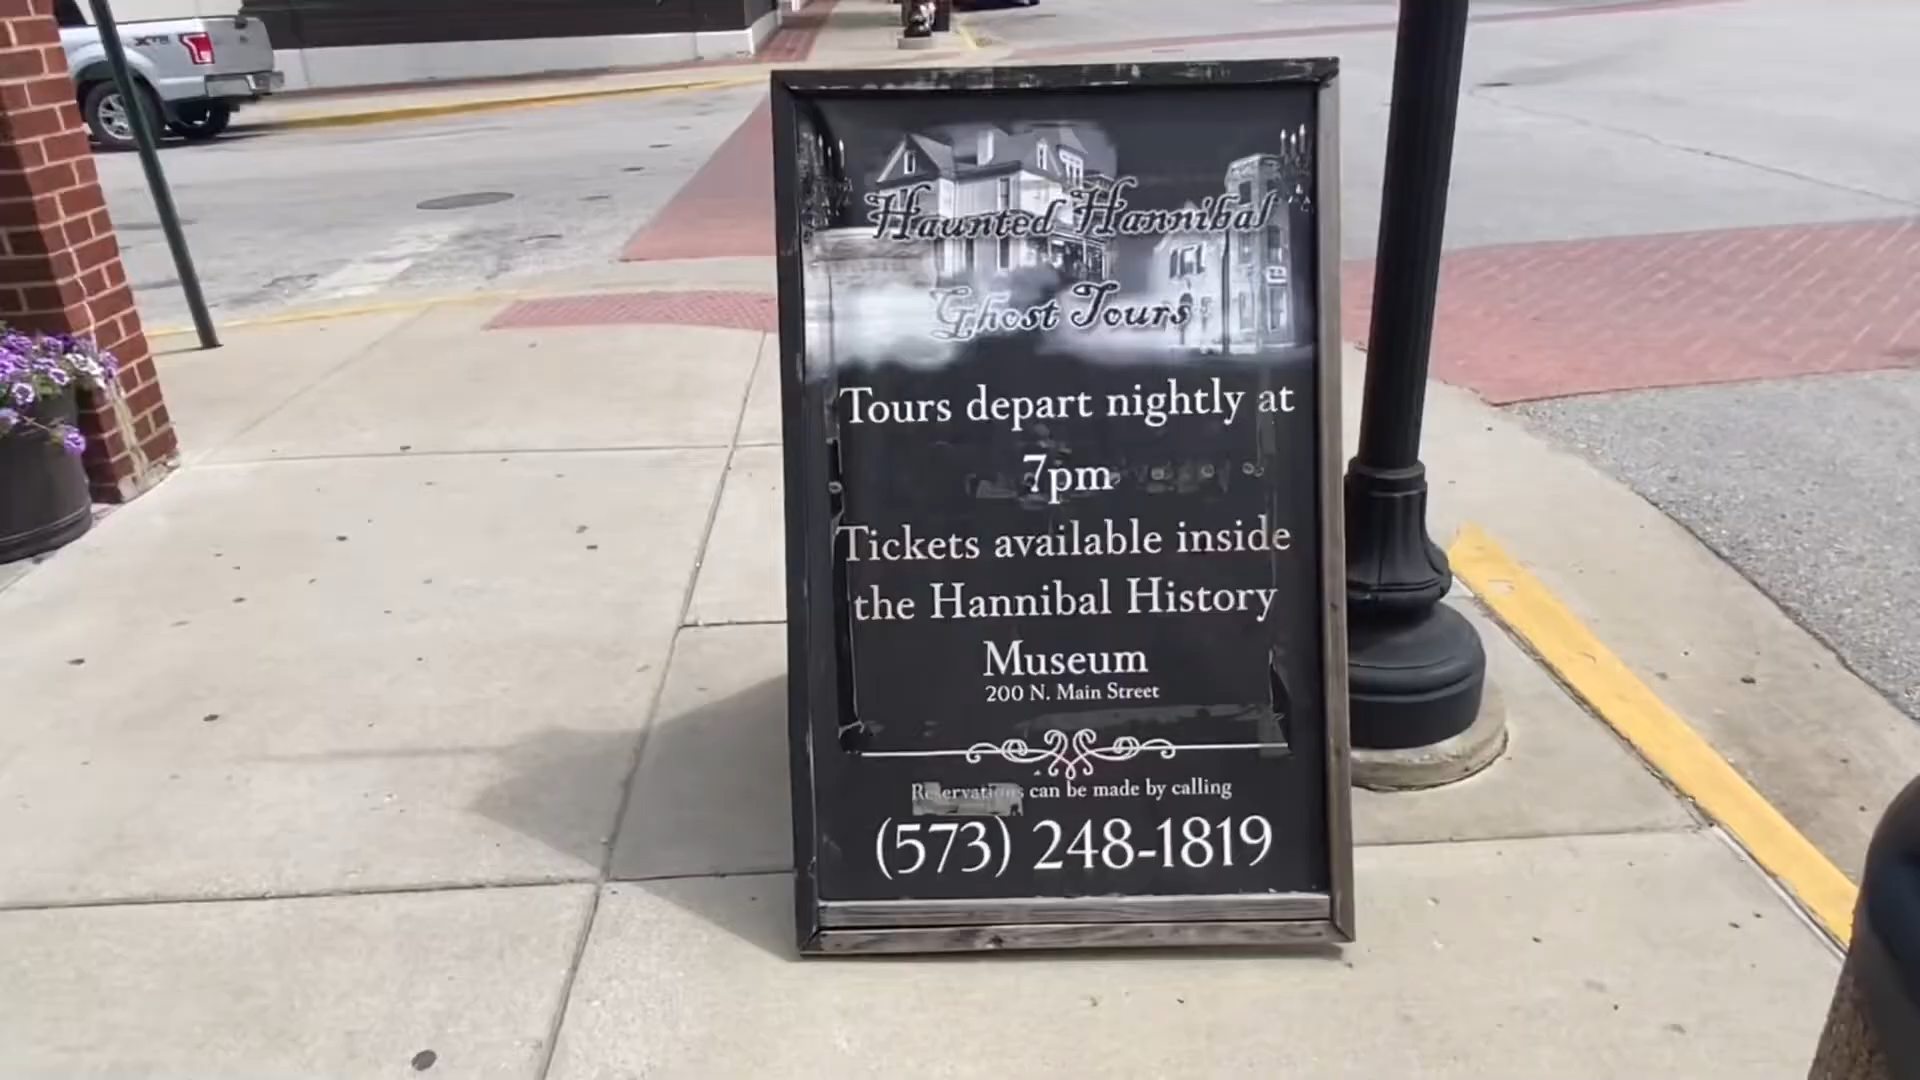 Haunted Hannibal
Ghost Tours
Tours depart nightly at
7pm
Tickets available inside
the Hannibal History
Museum
200 N. Main Street
Reservations can be made by calling
(573) 248-1819